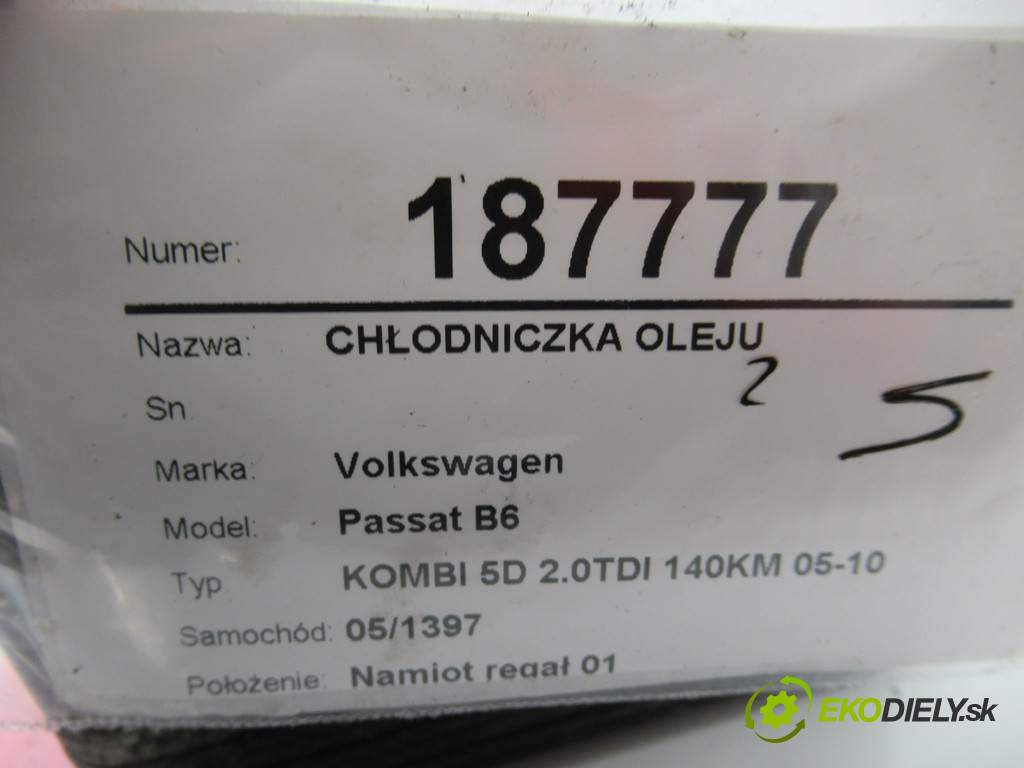 Numer: 187777
Nazwa: CHŁODNICZKA OLEJU
2 5
Sn
Marka: Volkswagen
Model: Passat B6
Typ KOMBI 5D 2.0TDI 140KM 05-10
Samochód: 05/1397
Położenie: Namiot regał 01
EKODIELY.sk